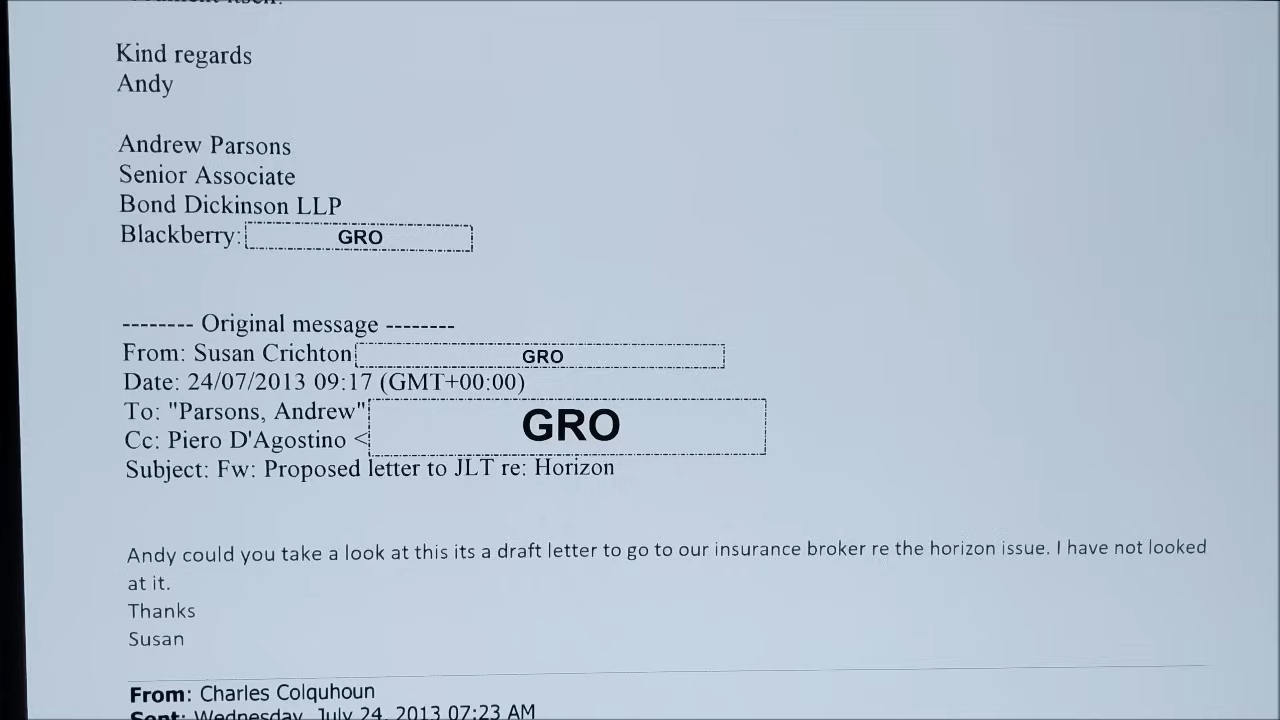 itself.
Kind regards
Andy
Andrew Parsons
Senior Associate
Bond Dickinson LLP
Blackberry: GRO
-------- Original message --------
From: Susan Crichton GRO
Date: 24/07/2013 09:17 (GMT+00:00)
To: "Parsons, Andrew" GRO
Cc: Piero D'Agostino <
Subject: Fw: Proposed letter to JLT re: Horizon
Andy could you take a look at this its a draft letter to go to our insurance broker re the horizon issue. I have not looked
at it.
Thanks
Susan
From: Charles Colquhoun
Sent: Wednesday, July 24, 2013 07:23 AM